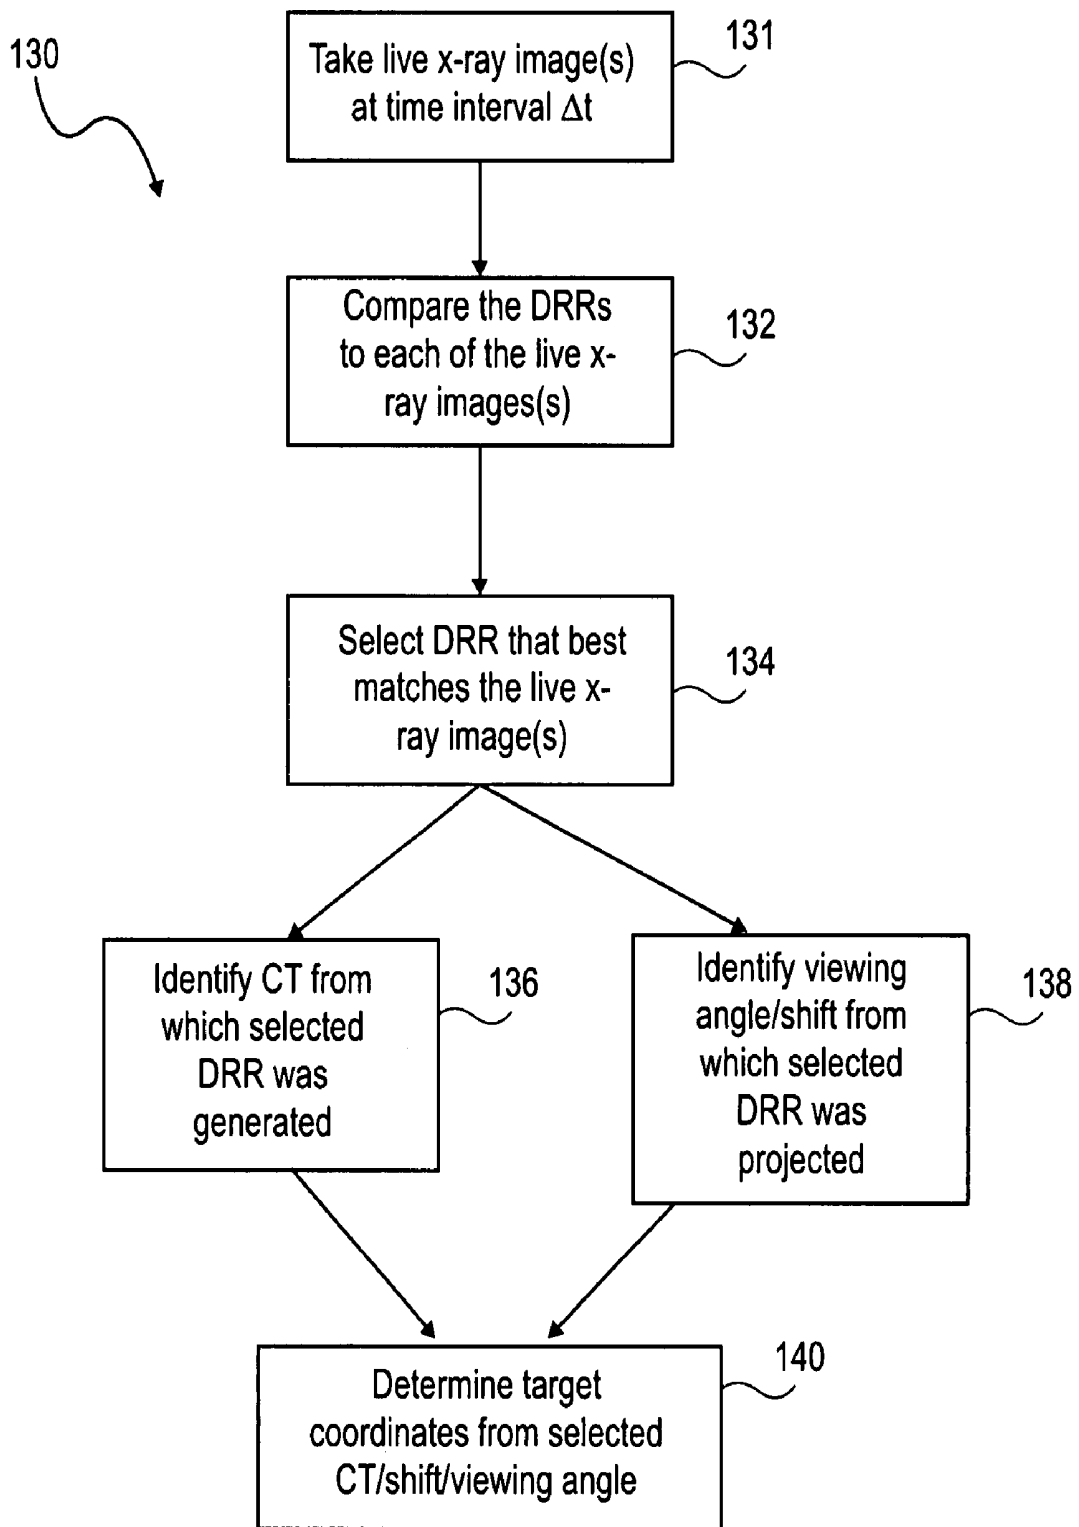 130
Take live x-ray image(s)
at time interval Δt
131
Compare the DRRs
to each of the live x-
ray images(s)
132
Select DRR that best
matches the live x-
ray image(s)
134
Identify CT from
which selected
DRR was
generated
136
Identify viewing
angle/shift from
which selected
DRR was
projected
138
Determine target
coordinates from selected
CT/shift/viewing angle
140